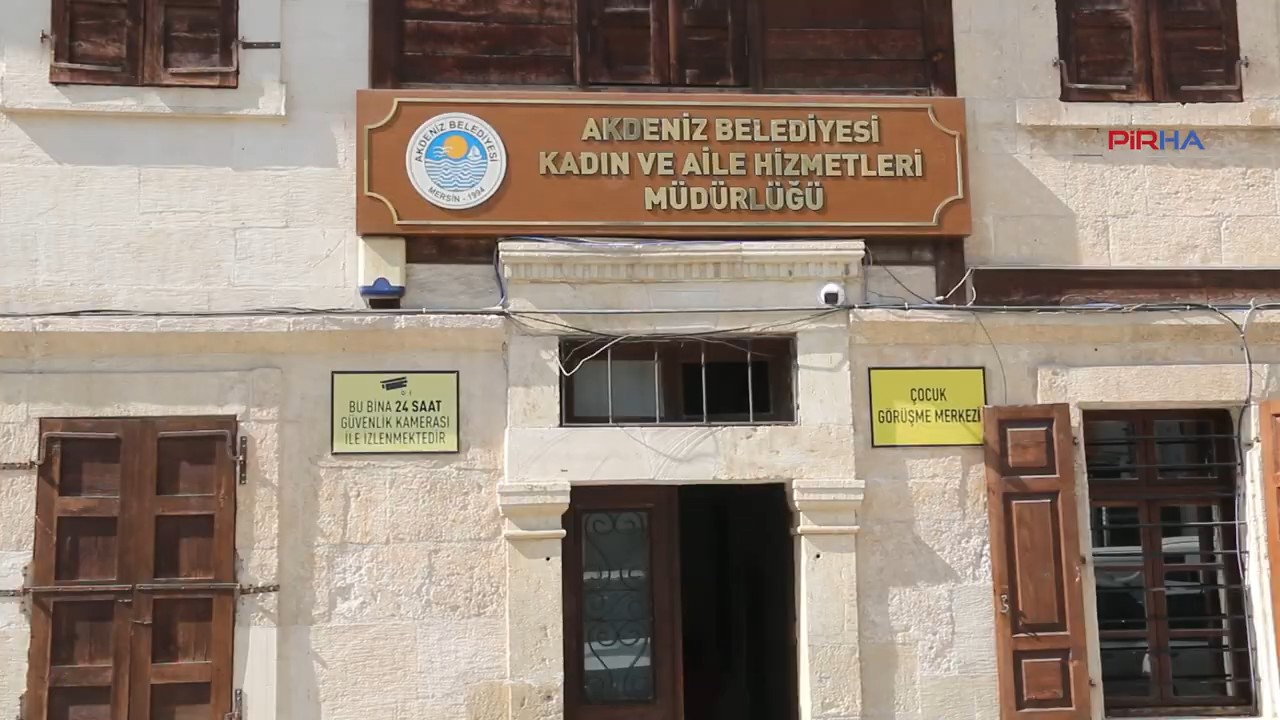 PİRHA
AKDENİZ BELEDİYESİ
MERSİN - 1994
AKDENİZ BELEDİYESİ
KADIN VE AİLE HİZMETLERİ
MÜDÜRLÜĞÜ
BU BİNA 24 SAAT
GÜVENLİK KAMERASI
İLE İZLENMEKTEDİR
ÇOCUK
GÖRÜŞME MERKEZİ